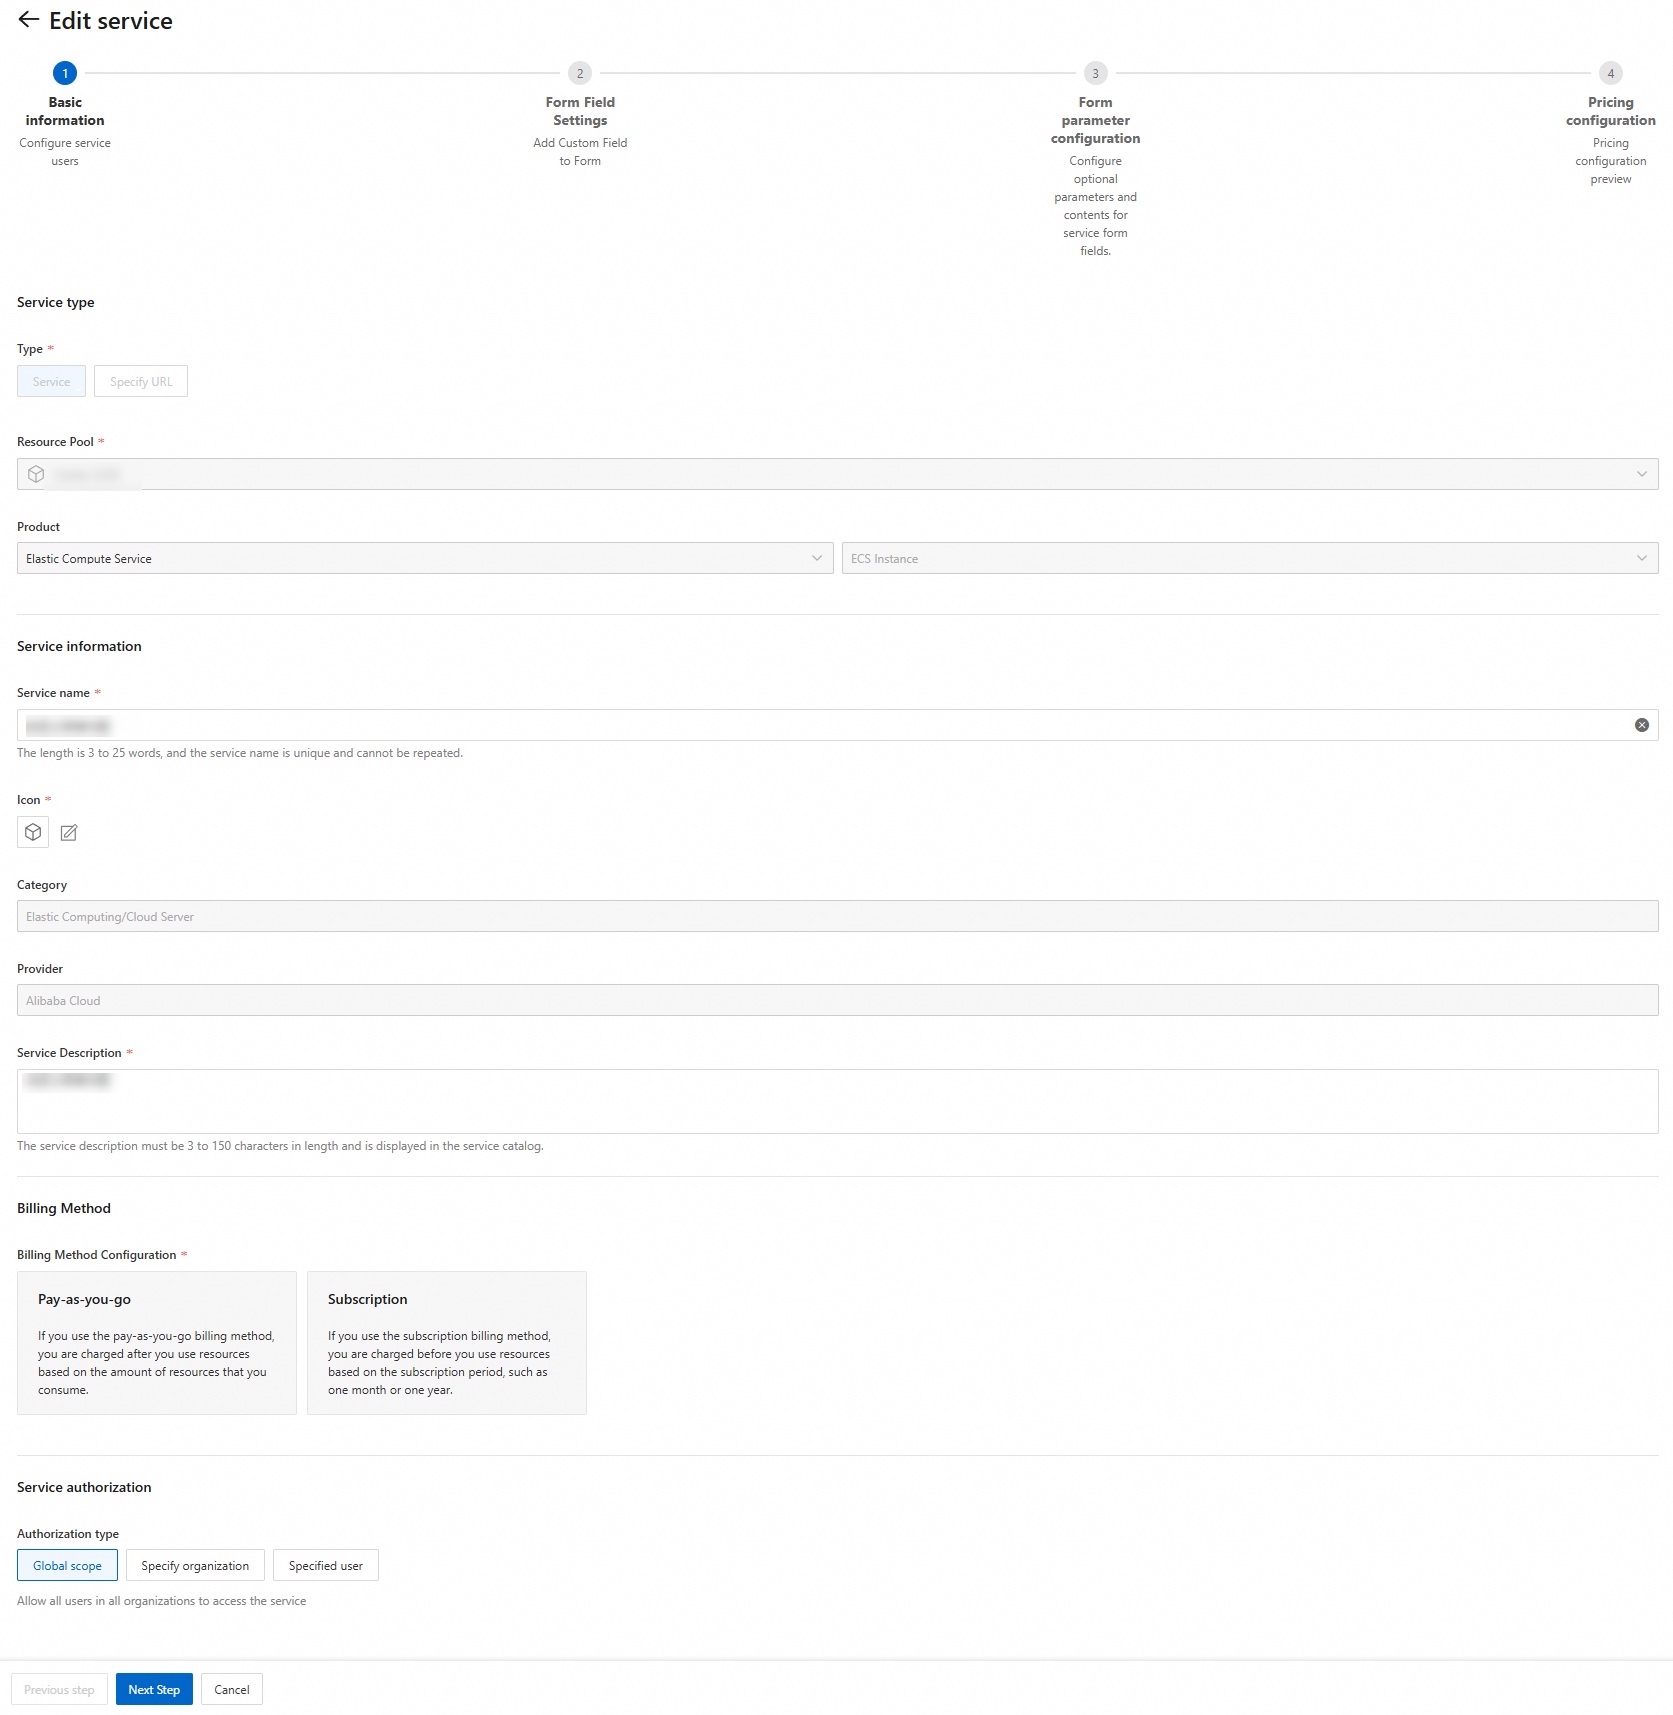 Edit service
1
Basic
information
Configure service
users
2
Form Field
Settings
Add Custom Field
to Form
3
Form
parameter
configuration
Configure
optional
parameters and
contents for
service form
fields.
4
Pricing
configuration
Pricing
configuration
preview
Service type
Type *
Service Specify URL
Resource Pool *
Product
Elastic Compute Service ECS Instance
Service information
Service name *
The length is 3 to 25 words, and the service name is unique and cannot be repeated.
Icon *
Category
Elastic Computing/Cloud Server
Provider
Alibaba Cloud
Service Description *
The service description must be 3 to 150 characters in length and is displayed in the service catalog.
Billing Method
Billing Method Configuration *
Pay-as-you-go
If you use the pay-as-you-go billing method,
you are charged after you use resources
based on the amount of resources that you
consume.
Subscription
If you use the subscription billing method,
you are charged before you use resources
based on the subscription period, such as
one month or one year.
Service authorization
Authorization type
Global scope Specify organization Specified user
Allow all users in all organizations to access the service
Previous step Next Step Cancel